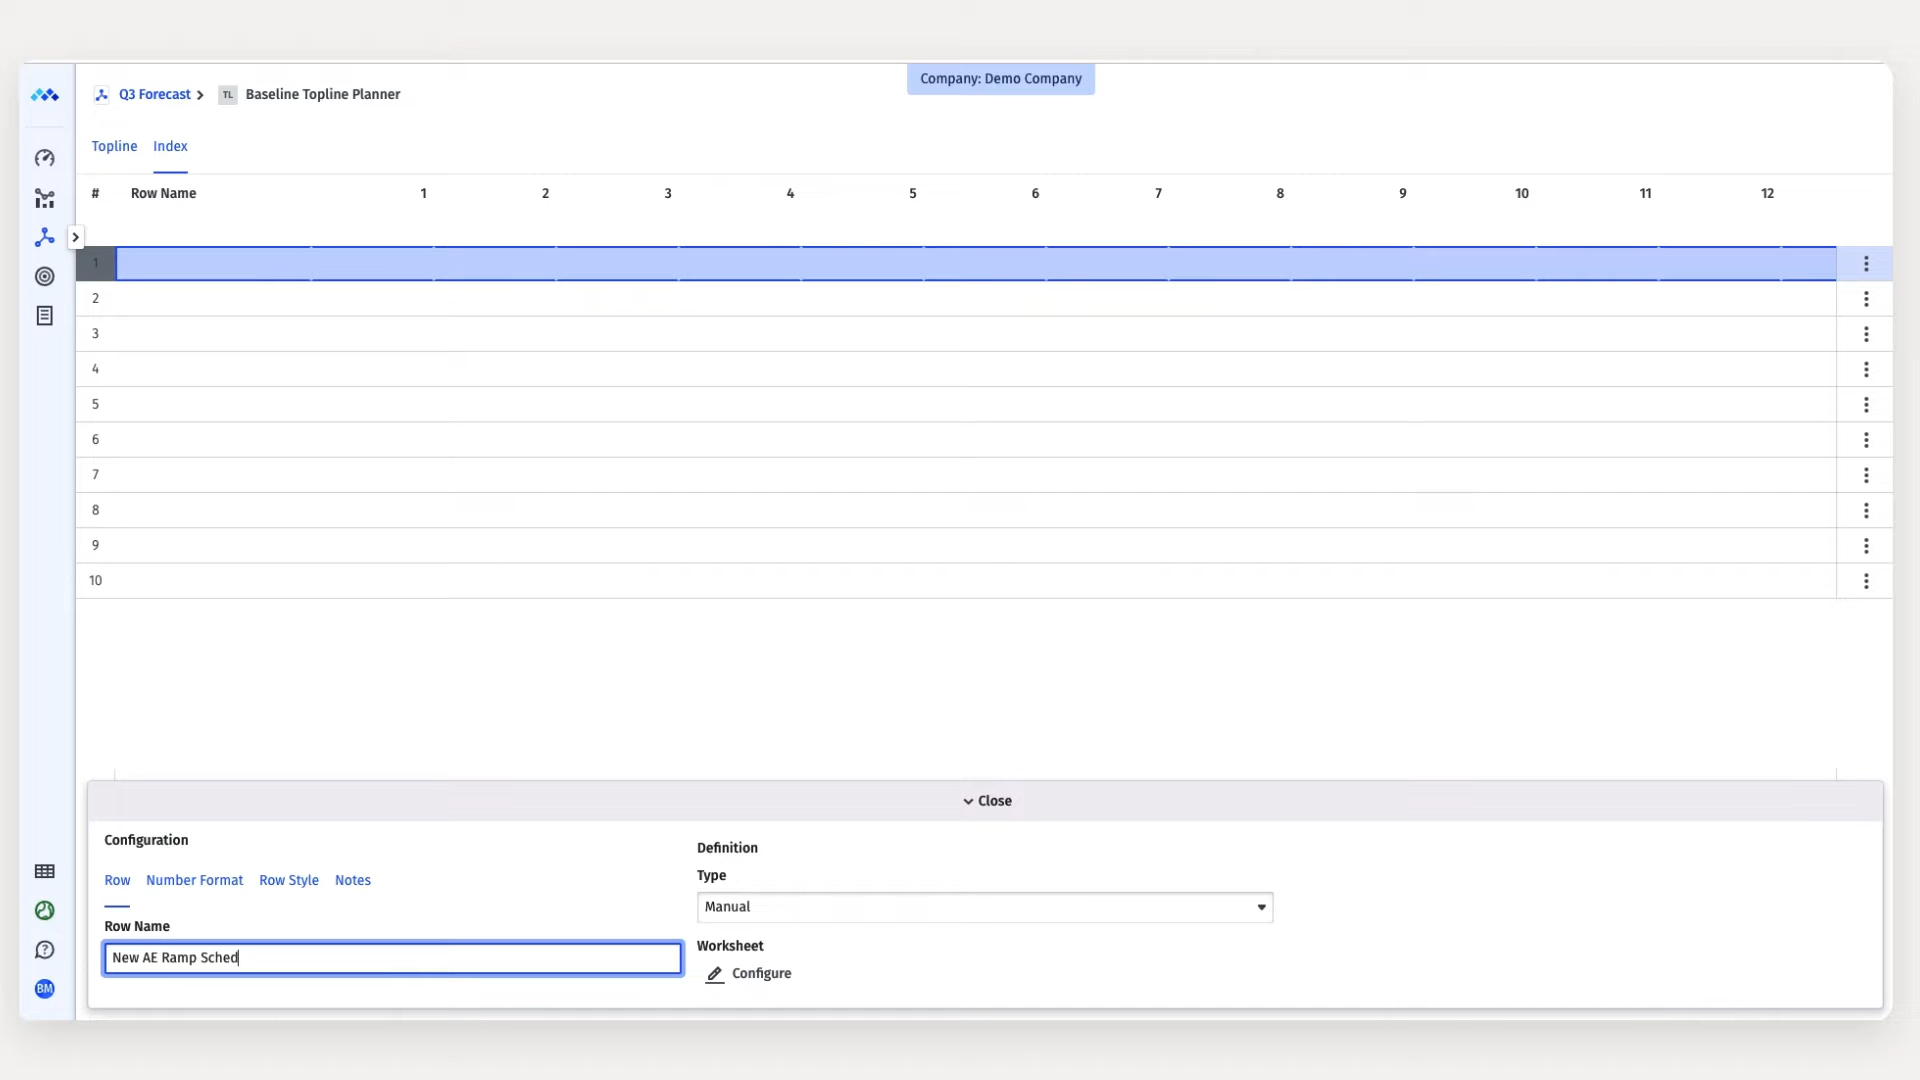 Company: Demo Company
Q3 Forecast
TL Baseline Topline Planner
Topline Index
# Row Name 1 2 3 4 5 6 7 8 9 10 11 12
1
2
3
4
5
6
7
8
9
10
Close
Configuration
Row Number Format Row Style Notes
Row Name
New AE Ramp Sched
Definition
Type
Manual
Worksheet
Configure
BM